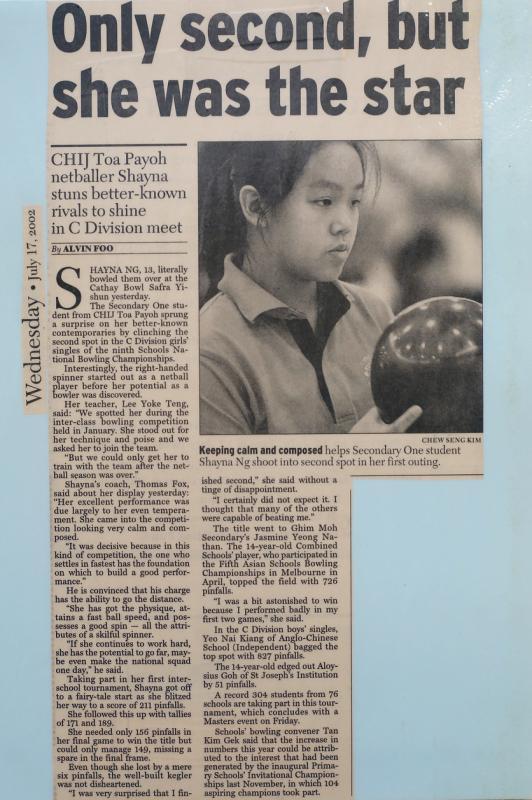 Only second, but
she was the star
CHIJ Toa Payoh
netballer Shayna
stuns better-known
rivals to shine
in C Division meet
By ALVIN FOO
Wednesday • July 17, 2002
SHAYNA NG, 13, literally
bowled them over at the
Cathay Bowl Safra Yi-
shun yesterday.
The Secondary One stu-
dent from CHIJ Toa Payoh sprung
a surprise on her better-known
contemporaries by clinching the
second spot in the C Division girls'
singles of the ninth Schools Na-
tional Bowling Championships.
Interestingly, the right-handed
spinner started out as a netball
player before her potential as a
bowler was discovered.
Her teacher, Lee Yoke Teng,
said: "We spotted her during the
inter-class bowling competition
held in January. She stood out for
her technique and poise and we
asked her to join the team.
"But we could only get her to
train with the team after the net-
ball season was over."
Shayna's coach, Thomas Fox,
said about her display yesterday:
"Her excellent performance was
due largely to her even tempera-
ment. She came into the competi-
tion looking very calm and com-
posed.
"It was decisive because in this
kind of competition, the one who
settles in fastest has the foundation
on which to build a good perfor-
mance."
He is convinced that his charge
has the ability to go the distance.
"She has got the physique, at-
tains a fast ball speed, and pos-
sesses a good spin — all the attri-
butes of a skilful spinner.
"If she continues to work hard,
she has the potential to go far, may-
be even make the national squad
one day," he said.
Taking part in her first inter-
school tournament, Shayna got off
to a fairy-tale start as she blitzed
her way to a score of 211 pinfalls.
She followed this up with tallies
of 171 and 189.
She needed only 156 pinfalls in
her final game to win the title but
could only manage 149, missing a
spare in the final frame.
Even though she lost by a mere
six pinfalls, the well-built kegler
was not disheartened.
"I was very surprised that I fin-
CHEW SENG KIM
Keeping calm and composed helps Secondary One student
Shayna Ng shoot into second spot in her first outing.
ished second," she said without a
tinge of disappointment.
"I certainly did not expect it. I
thought that many of the others
were capable of beating me."
The title went to Ghim Moh
Secondary's Jasmine Yeong Na-
than. The 14-year-old Combined
Schools' player, who participated in
the Fifth Asian Schools Bowling
Championships in Melbourne in
April, topped the field with 726
pinfalls.
"I was a bit astonished to win
because I performed badly in my
first two games," she said.
In the C Division boys' singles,
Yeo Nai Kiang of Anglo-Chinese
School (Independent) bagged the
top spot with 827 pinfalls.
The 14-year-old edged out Aloy-
sius Goh of St Joseph's Institution
by 51 pinfalls.
A record 304 students from 76
schools are taking part in this tour-
nament, which concludes with a
Masters event on Friday.
Schools' bowling convener Tan
Kim Gek said that the increase in
numbers this year could be attrib-
uted to the interest that had been
generated by the inaugural Prima-
ry Schools' Invitational Champion-
ships last November, in which 104
aspiring champions took part.